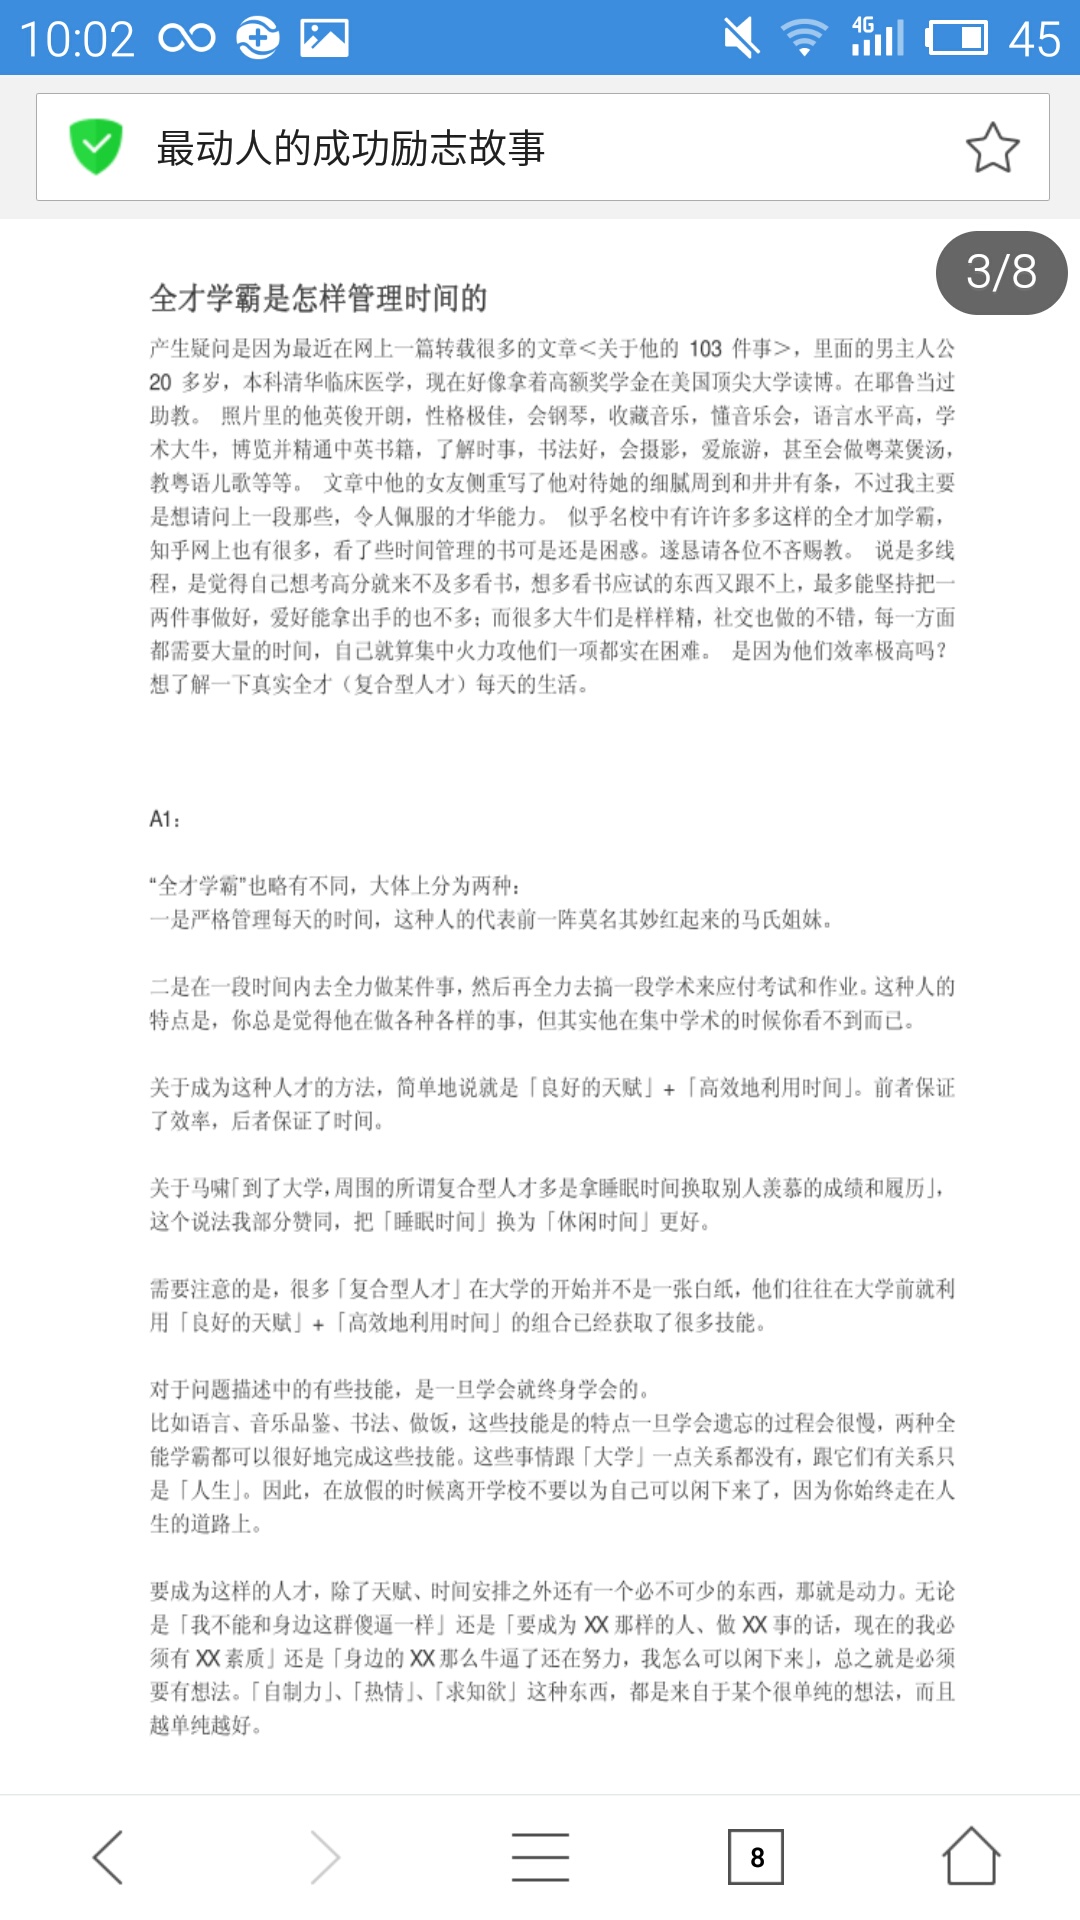 10:02
4G
45
最动人的成功励志故事
3/8
全才学霸是怎样管理时间的
产生疑问是因为最近在网上一篇转载很多的文章<关于他的 103 件事>，里面的男主人公
20 多岁，本科清华临床医学，现在好像拿着高额奖学金在美国顶尖大学读博。在耶鲁当过
助教。 照片里的他英俊开朗，性格极佳，会钢琴，收藏音乐，懂音乐会，语言水平高，学
术大牛，博览并精通中英书籍，了解时事，书法好，会摄影，爱旅游，甚至会做粤菜煲汤，
教粤语儿歌等等。 文章中他的女友侧重写了他对待她的细腻周到和井井有条，不过我主要
是想请问上一段那些，令人佩服的才华能力。 似乎名校中有许许多多这样的全才加学霸，
知乎网上也有很多，看了些时间管理的书可是还是困惑。遂恳请各位不吝赐教。 说是多线
程，是觉得自己想考高分就来不及多看书，想多看书应试的东西又跟不上，最多能坚持把一
两件事做好，爱好能拿出手的也不多；而很多大牛们是样样精，社交也做的不错，每一方面
都需要大量的时间，自己就算集中火力攻他们一项都实在困难。 是因为他们效率极高吗？
想了解一下真实全才（复合型人才）每天的生活。
A1：
“全才学霸”也略有不同，大体上分为两种：
一是严格管理每天的时间，这种人的代表前一阵莫名其妙红起来的马氏姐妹。
二是在一段时间内去全力做某件事，然后再全力去搞一段学术来应付考试和作业。这种人的
特点是，你总是觉得他在做各种各样的事，但其实他在集中学术的时候你看不到而已。
关于成为这种人才的方法，简单地说就是「良好的天赋」+「高效地利用时间」。前者保证
了效率，后者保证了时间。
关于马啸「到了大学，周围的所谓复合型人才多是拿睡眠时间换取别人羡慕的成绩和履历」，
这个说法我部分赞同，把「睡眠时间」换为「休闲时间」更好。
需要注意的是，很多「复合型人才」在大学的开始并不是一张白纸，他们往往在大学前就利
用「良好的天赋」+「高效地利用时间」的组合已经获取了很多技能。
对于问题描述中的有些技能，是一旦学会就终身学会的。
比如语言、音乐品鉴、书法、做饭，这些技能是的特点一旦学会遗忘的过程会很慢，两种全
能学霸都可以很好地完成这些技能。这些事情跟「大学」一点关系都没有，跟它们有关系只
是「人生」。因此，在放假的时候离开学校不要以为自己可以闲下来了，因为你始终走在人
生的道路上。
要成为这样的人才，除了天赋、时间安排之外还有一个必不可少的东西，那就是动力。无论
是「我不能和身边这群傻逼一样」还是「要成为 XX 那样的人、做 XX 事的话，现在的我必
须有 XX 素质」还是「身边的 XX 那么牛逼了还在努力，我怎么可以闲下来」，总之就是必须
要有想法。「自制力」、「热情」、「求知欲」这种东西，都是来自于某个很单纯的想法，而且
越单纯越好。
8